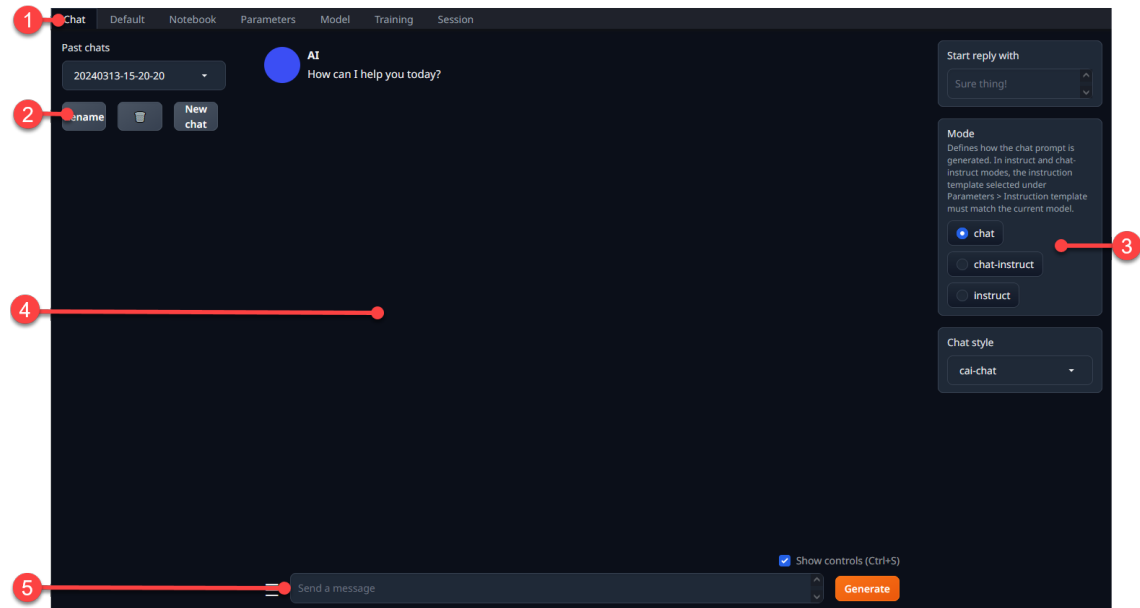 1 Chat Default Notebook Parameters Model Training Session
Past chats
20240313-15-20-20
2 ename New chat
AI
How can I help you today?
Start reply with
Sure thing!
Mode
Defines how the chat prompt is
generated. In instruct and chat-
instruct modes, the instruction
template selected under
Parameters > Instruction template
must match the current model.
chat
3
chat-instruct
instruct
4
Chat style
cai-chat
Show controls (Ctrl+S)
5 Send a message Generate